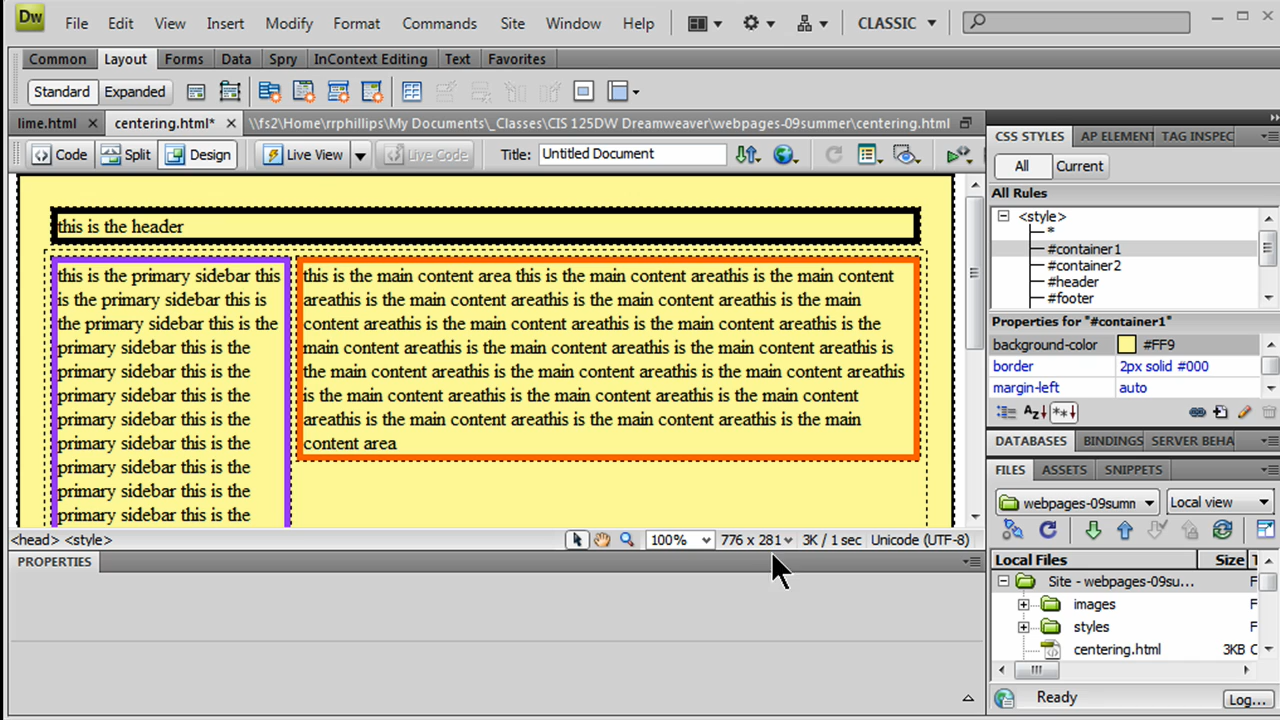 Dw File Edit View Insert Modify Format Commands Site Window Help CLASSIC
Common Layout Forms Data Spry InContext Editing Text Favorites
Standard Expanded
lime.html centering.html* \\fs2\Home\rrphillips\My Documents\_Classes\CIS 125DW Dreamweaver\webpages-09summer\centering.html
Code Split Design Live View Live Code Title: Untitled Document
this is the header
this is the primary sidebar this
is the primary sidebar this is
the primary sidebar this is the
primary sidebar this is the
primary sidebar this is the
primary sidebar this is the
primary sidebar this is the
primary sidebar this is the
primary sidebar this is the
primary sidebar this is the
primary sidebar this is the
this is the main content area this is the main content areathis is the main content
areathis is the main content areathis is the main content areathis is the main
content areathis is the main content areathis is the main content areathis is the
main content areathis is the main content areathis is the main content areathis is
the main content areathis is the main content areathis is the main content areathis
is the main content areathis is the main content areathis is the main content
areathis is the main content areathis is the main content areathis is the main
content area
<head> <style> 100% 776 x 281 3K / 1 sec Unicode (UTF-8)
PROPERTIES
CSS STYLES AP ELEMENT TAG INSPEC
All Current
All Rules
<style>
*
#container1
#container2
#header
#footer
Properties for "#container1"
background-color #FF9
border 2px solid #000
margin-left auto
DATABASES BINDINGS SERVER BEHA
FILES ASSETS SNIPPETS
webpages-09sumn Local view
Local Files Size T
Site - webpages-09su... F
images F
styles F
centering.html 3KB C
Ready Log...